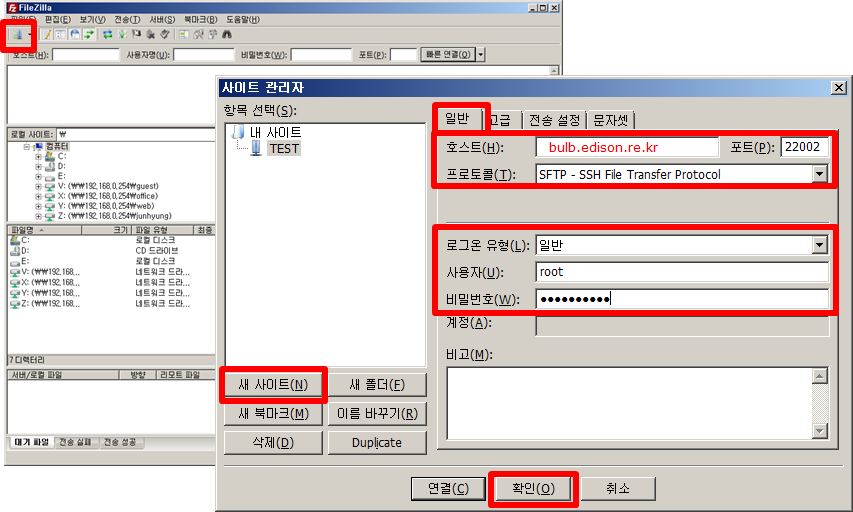 FileZilla
파일(F) 편집(E) 보기(V) 전송(T) 서버(S) 북마크(B) 도움말(H)
호스트(H): 사용자명(U): 비밀번호(W): 포트(P): 빠른 연결(Q)
로컬 사이트: ₩
컴퓨터
C:
D:
E:
V: (₩₩192,168,0,254₩guest)
X: (₩₩192,168,0,254₩office)
Y: (₩₩192,168,0,254₩web)
Z: (₩₩192,168,0,254₩junhyung)
파일명 크기 파일 유형 최종
C: 로컬 디스크
D: CD 드라이브
E: 로컬 디스크
V: (₩₩192,168... 네트워크 드라...
X: (₩₩192,168... 네트워크 드라...
Y: (₩₩192,168... 네트워크 드라...
Z: (₩₩192,168... 네트워크 드라...
7 디렉터리
서버/로컬 파일 방향 리모트 파일
대기 파일 전송 실패 전송 성공
사이트 관리자
항목 선택(S):
내 사이트
TEST
새 사이트(N) 새 폴더(F)
새 북마크(M) 이름 바꾸기(R)
삭제(D) Duplicate
일반 고급 전송 설정 문자셋
호스트(H): bulb.edison.re.kr 포트(P): 22002
프로토콜(T): SFTP - SSH File Transfer Protocol
로그온 유형(L): 일반
사용자(U): root
비밀번호(W): ●●●●●●●●●●
계정(A):
비고(M):
연결(C) 확인(O) 취소